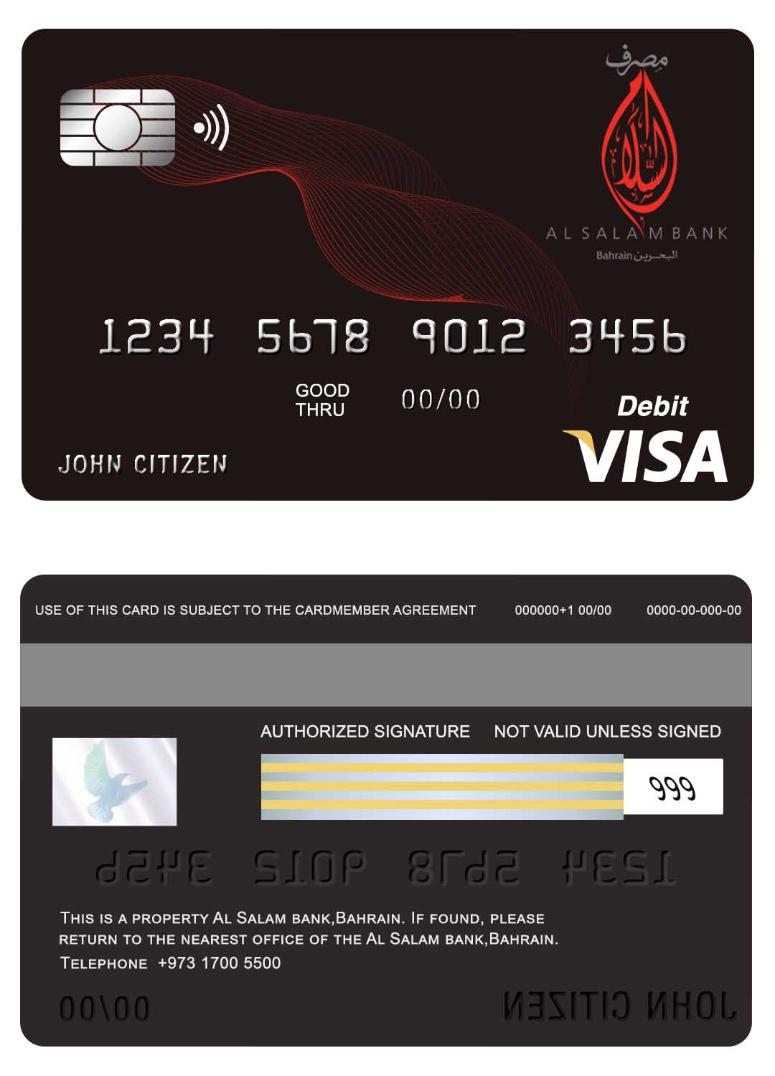 مصرف
السلام
AL SALAM BANK
Bahrain البحرين
1234 5678 9012 3456
GOOD
THRU
00/00
Debit
VISA
JOHN CITIZEN
USE OF THIS CARD IS SUBJECT TO THE CARDMEMBER AGREEMENT 000000+1 00/00 0000-00-000-00
AUTHORIZED SIGNATURE NOT VALID UNLESS SIGNED
999
1234 5678 9012 3456
THIS IS A PROPERTY AL SALAM BANK,BAHRAIN. IF FOUND, PLEASE
RETURN TO THE NEAREST OFFICE OF THE AL SALAM BANK,BAHRAIN.
TELEPHONE +973 1700 5500
00/00
JOHN CITIZEN